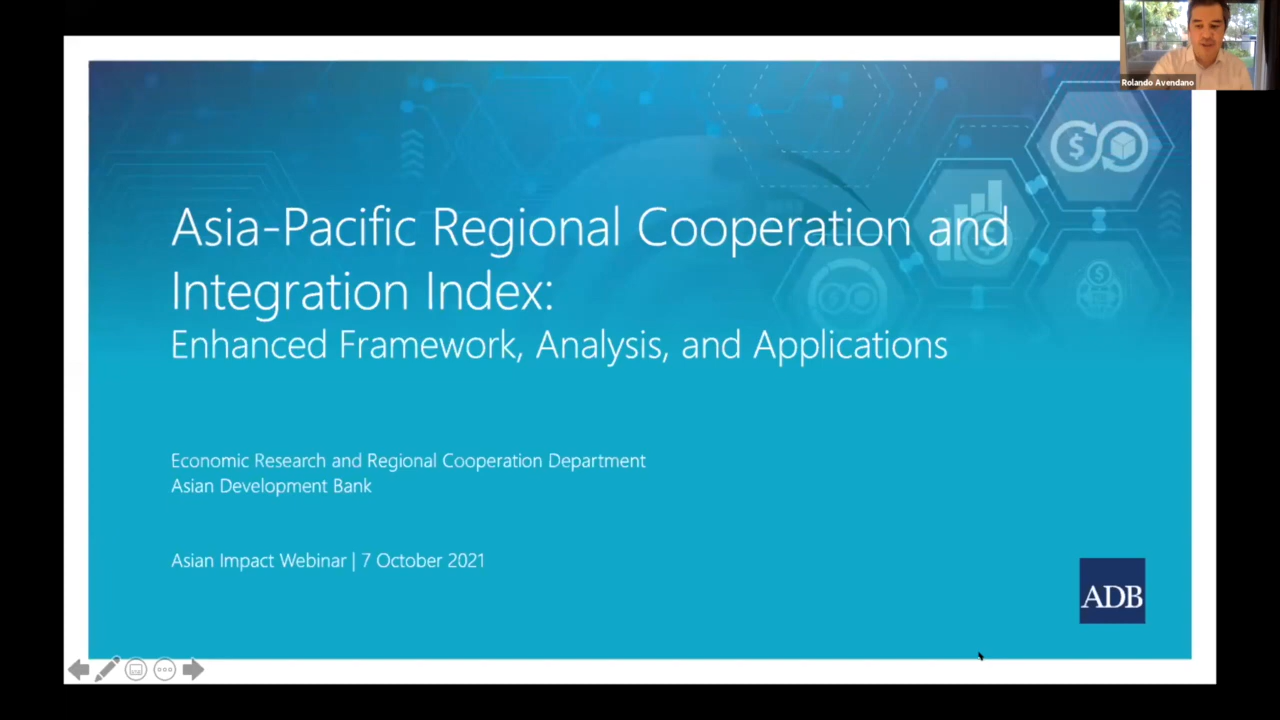 Rolando Avendano
Asia-Pacific Regional Cooperation and
Integration Index:
Enhanced Framework, Analysis, and Applications
Economic Research and Regional Cooperation Department
Asian Development Bank
Asian Impact Webinar | 7 October 2021
ADB